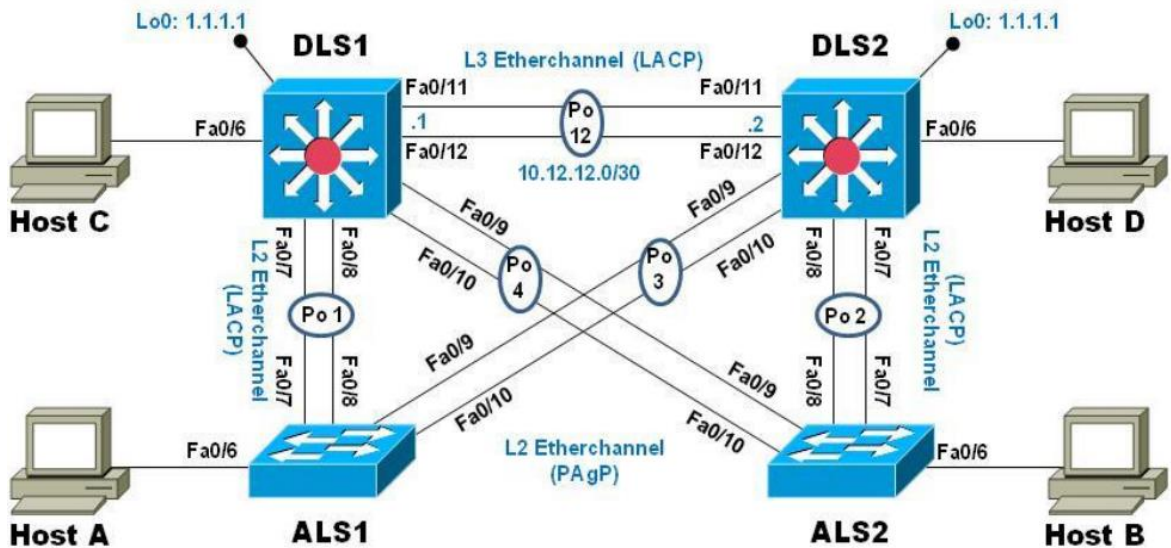 Lo0: 1.1.1.1
Lo0: 1.1.1.1
DLS1
DLS2
L3 Etherchannel (LACP)
Fa0/11
Fa0/11
Po
12
.1
.2
Fa0/12
Fa0/12
10.12.12.0/30
Fa0/6
Fa0/6
Host C
Host D
Fa0/9
Fa0/10
Fa0/9
Fa0/10
Po
4
Po
3
Fa0/7
Fa0/8
L2 Etherchannel
(LACP)
Po 1
Fa0/7
Fa0/8
Fa0/8
Fa0/7
(LACP)
L2 Etherchannel
Po 2
Fa0/8
Fa0/7
Fa0/9
Fa0/10
Fa0/9
Fa0/10
L2 Etherchannel
(PAgP)
Fa0/6
Fa0/6
Host A
ALS1
ALS2
Host B